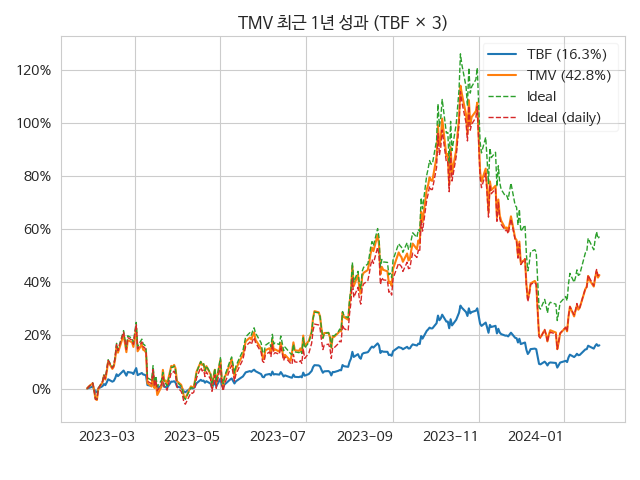 TMV 최근 1년 성과 (TBF × 3)
TBF (16.3%)
TMV (42.8%)
Ideal
Ideal (daily)
120%
100%
80%
60%
40%
20%
0%
2023-03
2023-05
2023-07
2023-09
2023-11
2024-01